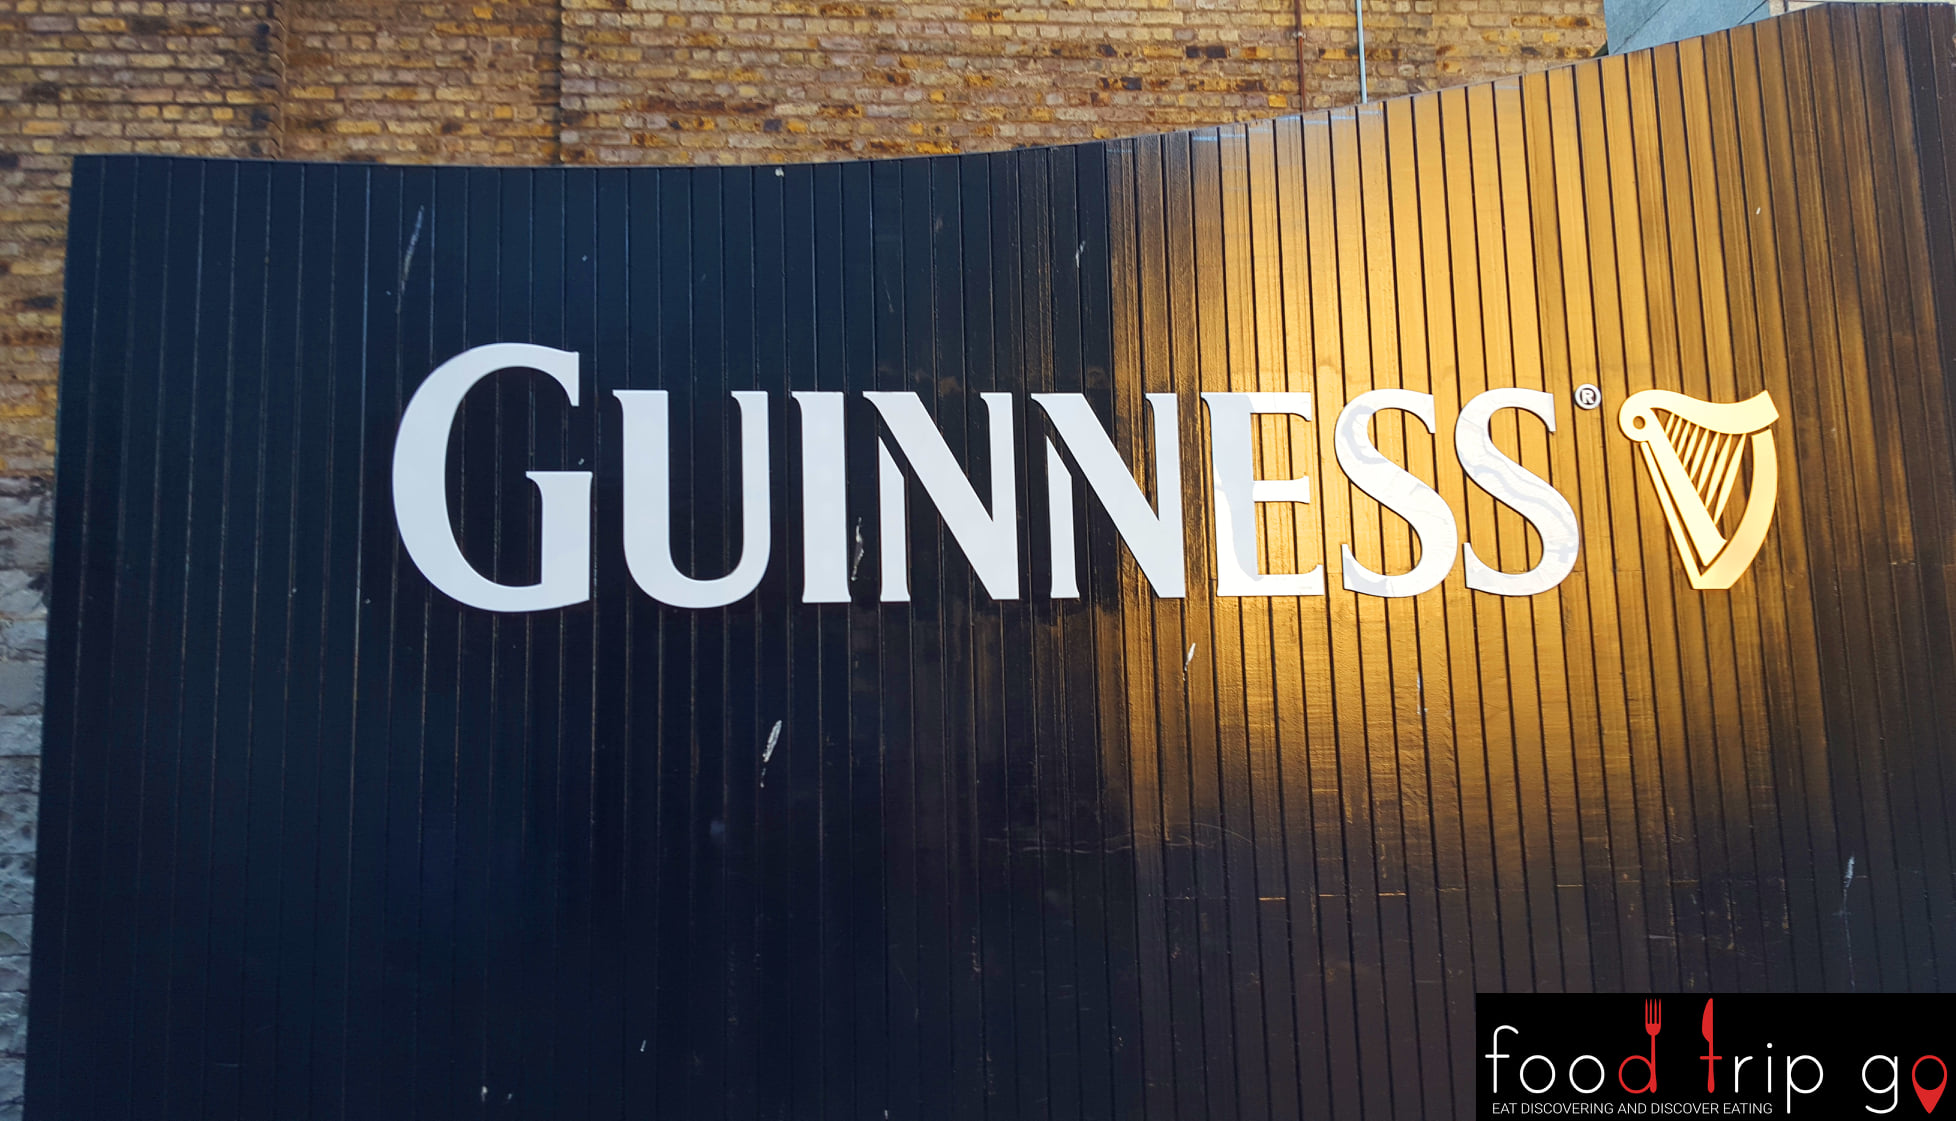 GUINNESS®
food trip go
EAT DISCOVERING AND DISCOVER EATING